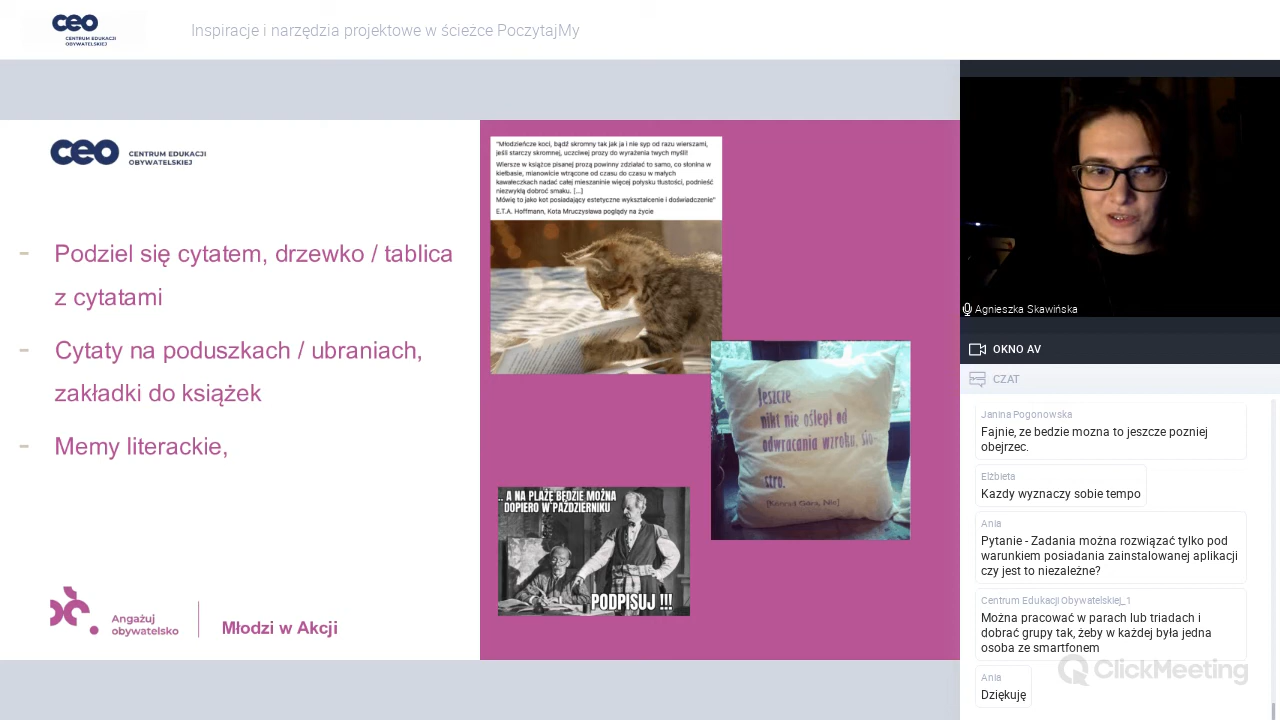 ceo
CENTRUM EDUKACJI
OBYWATELSKIEJ
Inspiracje i narzędzia projektowe w ścieżce PoczytajMy
ceo
CENTRUM EDUKACJI
OBYWATELSKIEJ
- Podziel się cytatem, drzewko / tablica
z cytatami
- Cytaty na poduszkach / ubraniach,
zakładki do książek
- Memy literackie,
Angażuj
obywatelsko
Młodzi w Akcji
"Młodzieńcze koci, bądź skromny tak jak ja i nie syp od razu wierszami,
jeśli starczy skromnej, uczciwej prozy do wyrażenia twych myśli!
Wiersze w książce pisanej prozą powinny zdziałać to samo, co słonina w
kiełbasie, mianowicie wtrącone od czasu do czasu w małych
kawałeczkach nadać całej mieszaninie więcej połysku tłustości, podnieść
niezwykłą dobroć smaku. [...]
Mówię to jako kot posiadający estetyczne wykształcenie i doświadczenie"
E.T.A. Hoffmann, Kota Mruczysława poglądy na życie
Jeszcze
nikt nie oślepł od
odwracania wzroku, sio-
stro.
.. A NA PLAŻĘ BĘDZIE MOŻNA
DOPIERO W PAŹDZIERNIKU
PODPISUJ !!!
Agnieszka Skawińska
OKNO AV
CZAT
Janina Pogonowska
Fajnie, ze bedzie mozna to jeszcze pozniej
obejrzec.
Elżbieta
Kazdy wyznaczy sobie tempo
Ania
Pytanie - Zadania można rozwiązać tylko pod
warunkiem posiadania zainstalowanej aplikacji
czy jest to niezależne?
Centrum Edukacji Obywatelskiej_1
Można pracować w parach lub triadach i
dobrać grupy tak, żeby w każdej była jedna
osoba ze smartfonem
ClickMeeting
Ania
Dziękuję